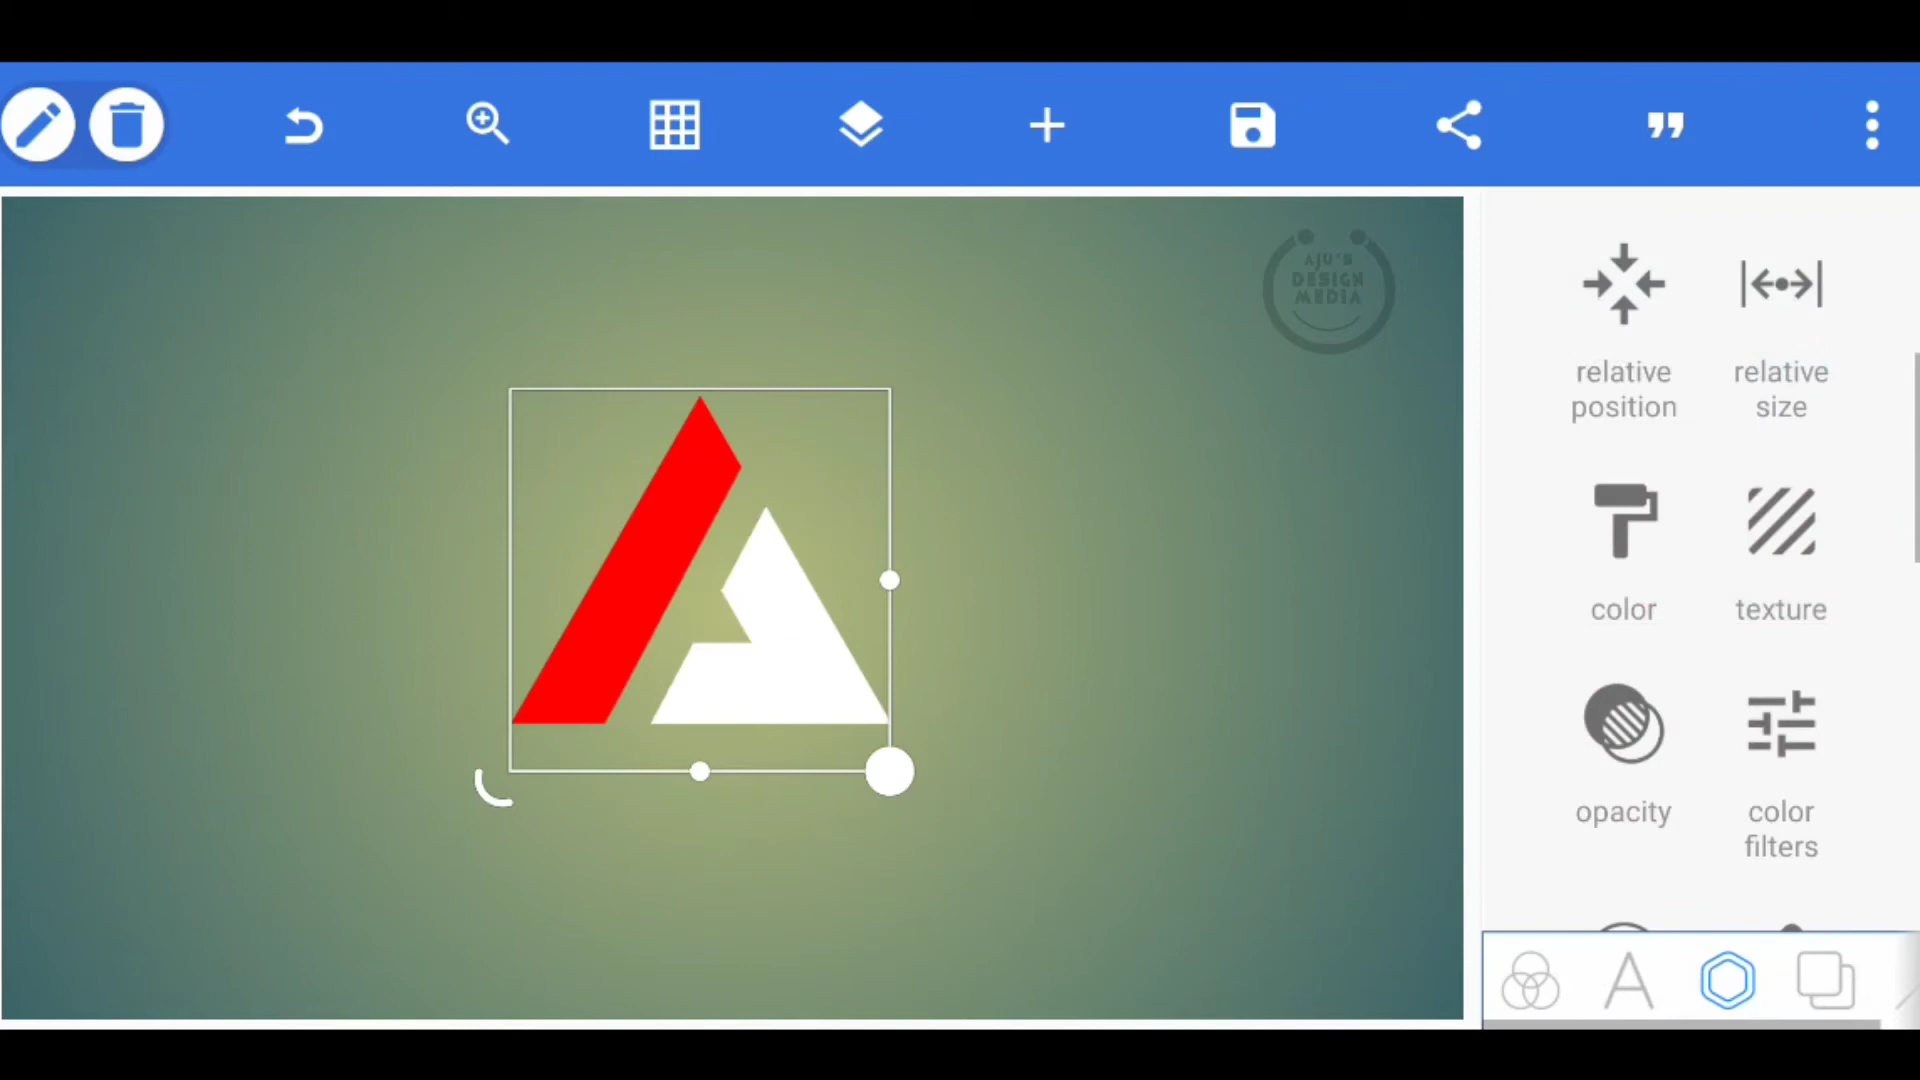 AJU'S
DESIGN
MEDIA
relative
position
relative
size
color
texture
opacity
color
filters